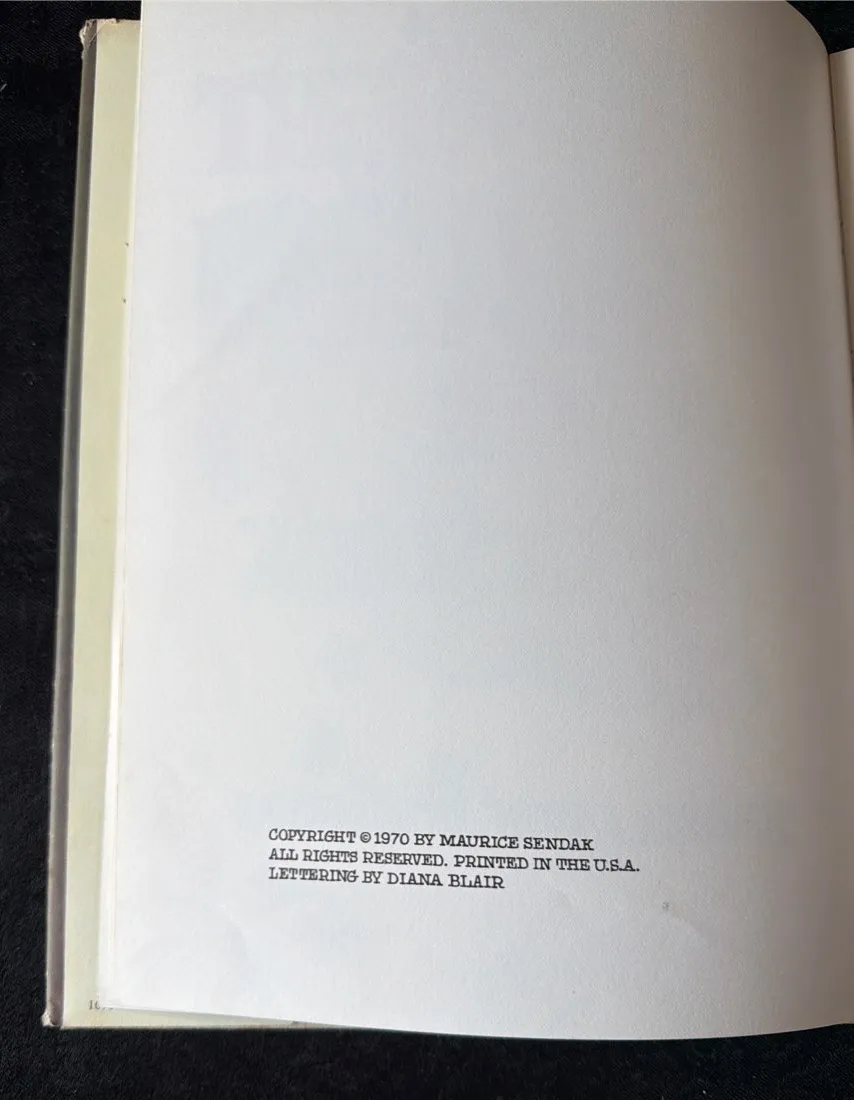 COPYRIGHT © 1970 BY MAURICE SENDAK
ALL RIGHTS RESERVED. PRINTED IN THE U.S.A.
LETTERING BY DIANA BLAIR